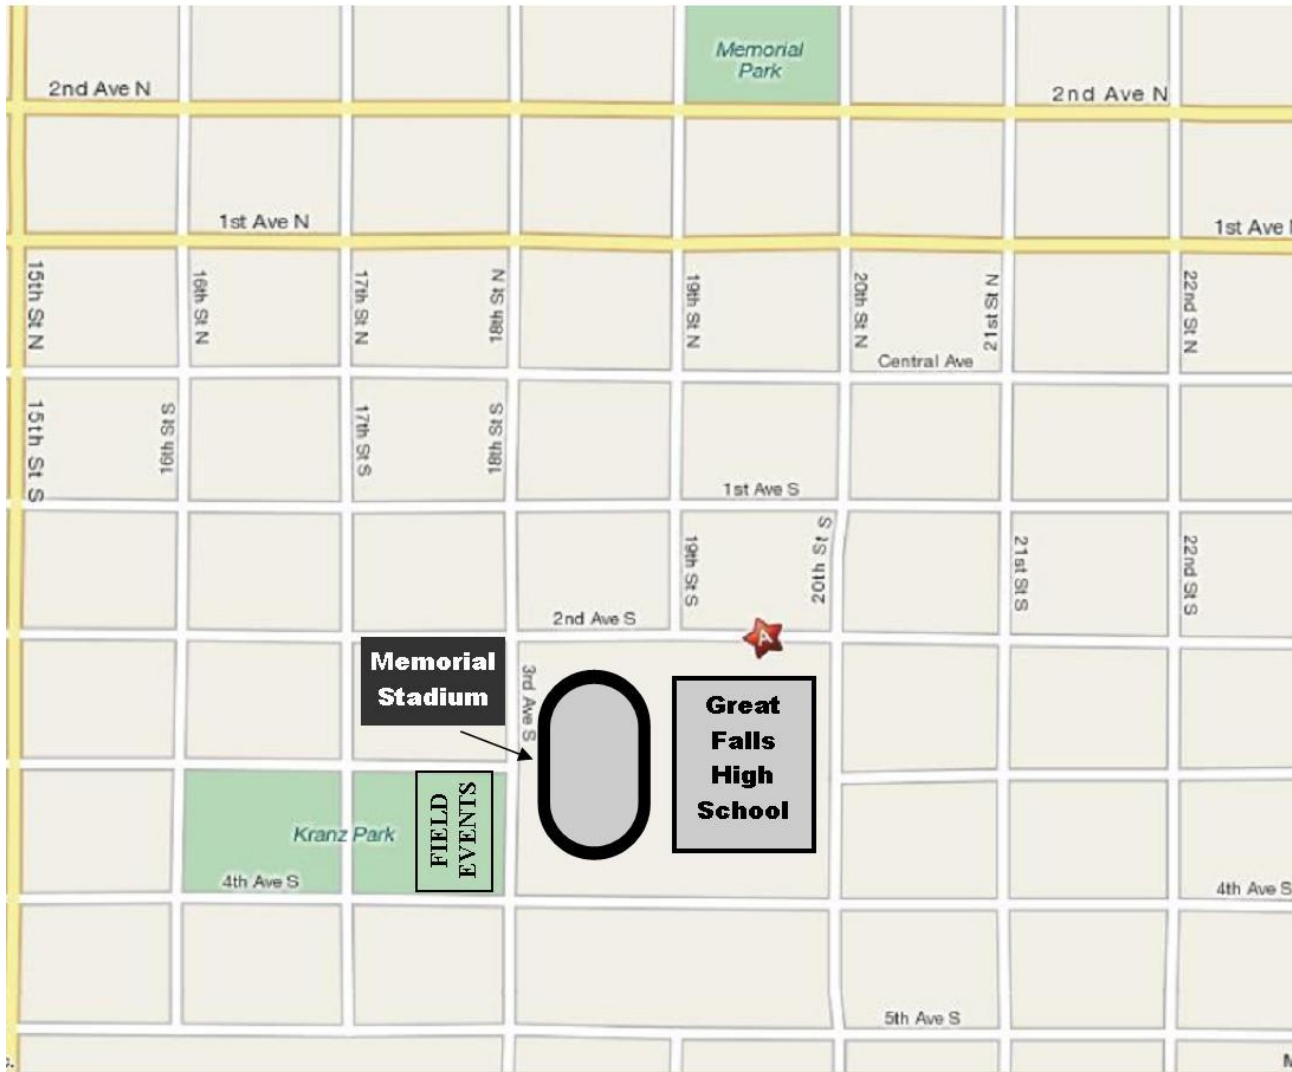 Memorial
Park
2nd Ave N
2nd Ave N
1st Ave N
1st Ave
15th St N
16th St N
17th St N
18th St N
19th St N
20th St N
21st St N
22nd St N
Central Ave
15th St S
16th St S
17th St S
18th St S
1st Ave S
19th St S
20th St S
21st St S
22nd St S
2nd Ave S
A
Memorial
Stadium
3rd Ave S
Great
Falls
High
School
FIELD
EVENTS
Kranz Park
4th Ave S
4th Ave S
5th Ave S